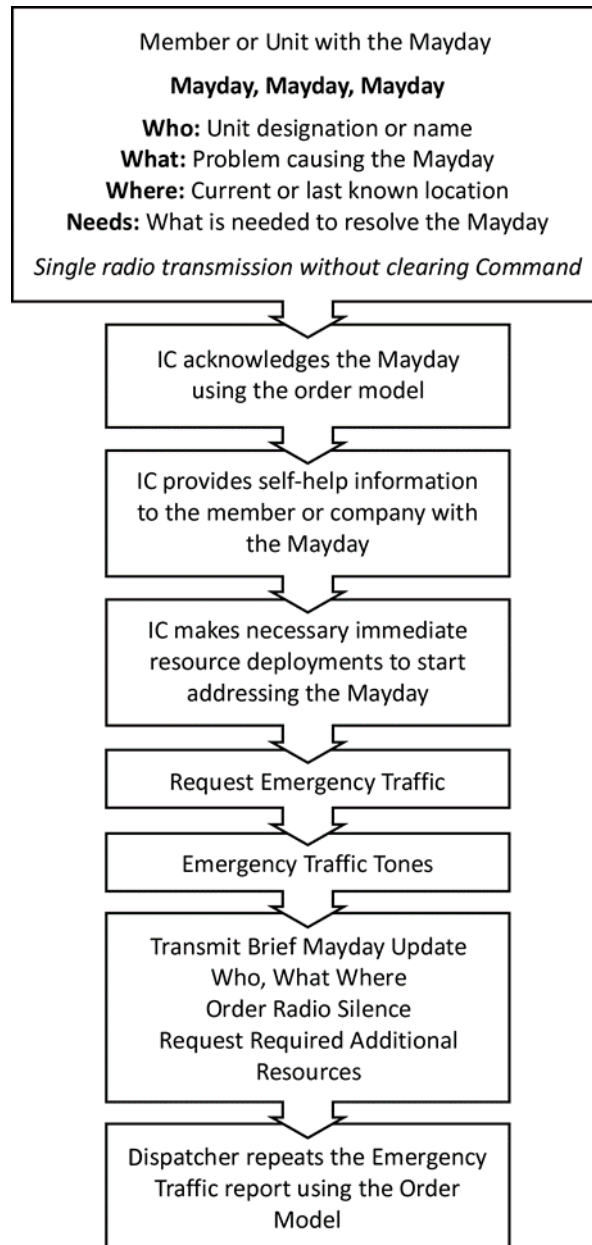 Member or Unit with the Mayday
Mayday, Mayday, Mayday
Who: Unit designation or name
What: Problem causing the Mayday
Where: Current or last known location
Needs: What is needed to resolve the Mayday
Single radio transmission without clearing Command
IC acknowledges the Mayday
using the order model
IC provides self-help information
to the member or company with
the Mayday
IC makes necessary immediate
resource deployments to start
addressing the Mayday
Request Emergency Traffic
Emergency Traffic Tones
Transmit Brief Mayday Update
Who, What Where
Order Radio Silence
Request Required Additional
Resources
Dispatcher repeats the Emergency
Traffic report using the Order
Model